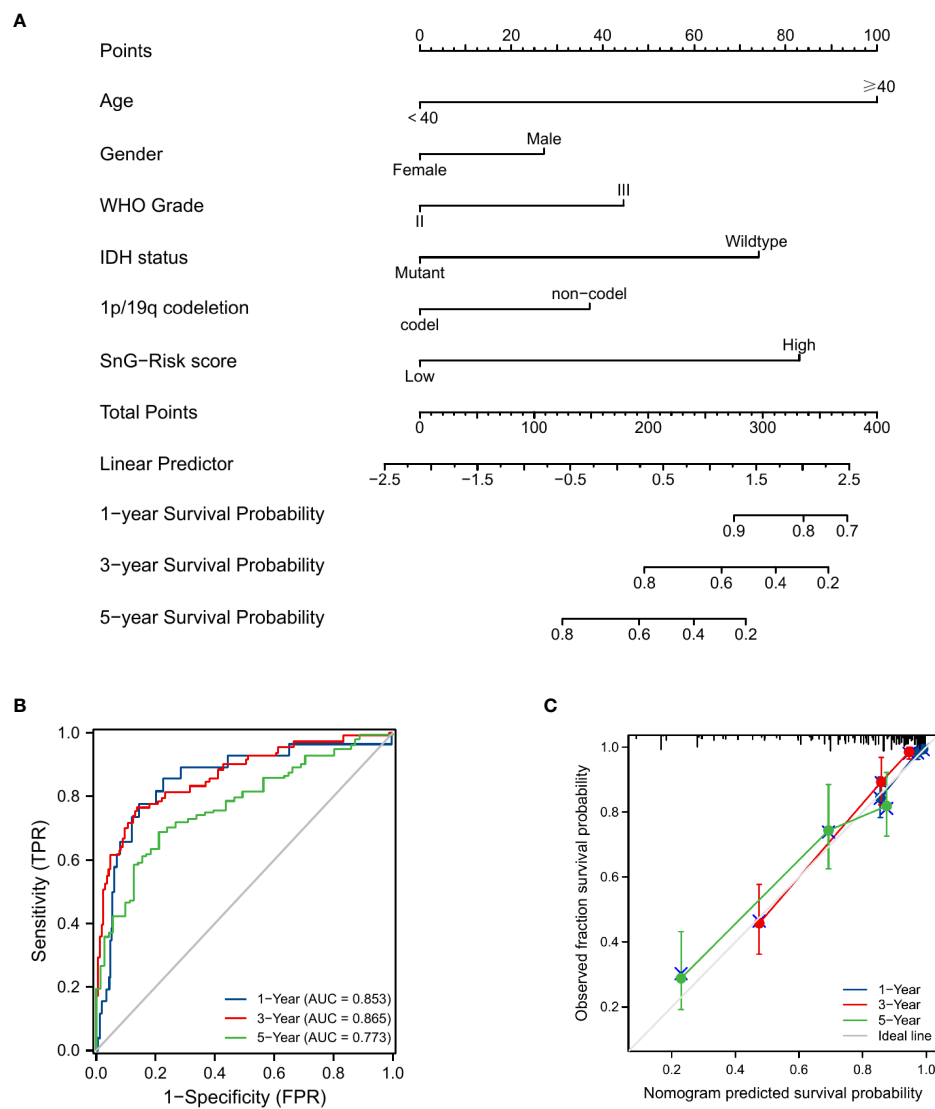 A
Points
0 20 40 60 80 100
Age
⩾40
< 40
Gender
Male
Female
WHO Grade
III
II
IDH status
Wildtype
Mutant
1p/19q codeletion
non−codel
codel
SnG−Risk score
High
Low
Total Points
0 100 200 300 400
Linear Predictor
−2.5 −1.5 −0.5 0.5 1.5 2.5
1−year Survival Probability
0.9 0.8 0.7
3−year Survival Probability
0.8 0.6 0.4 0.2
5−year Survival Probability
0.8 0.6 0.4 0.2
B
Sensitivity (TPR)
1.0
0.8
0.6
0.4
0.2
0.0
1−Year (AUC = 0.853)
3−Year (AUC = 0.865)
5−Year (AUC = 0.773)
0.0 0.2 0.4 0.6 0.8 1.0
1−Specificity (FPR)
C
Observed fraction survival probability
1.0
0.8
0.6
0.4
0.2
1−Year
3−Year
5−Year
Ideal line
0.2 0.4 0.6 0.8 1.0
Nomogram predicted survival probability